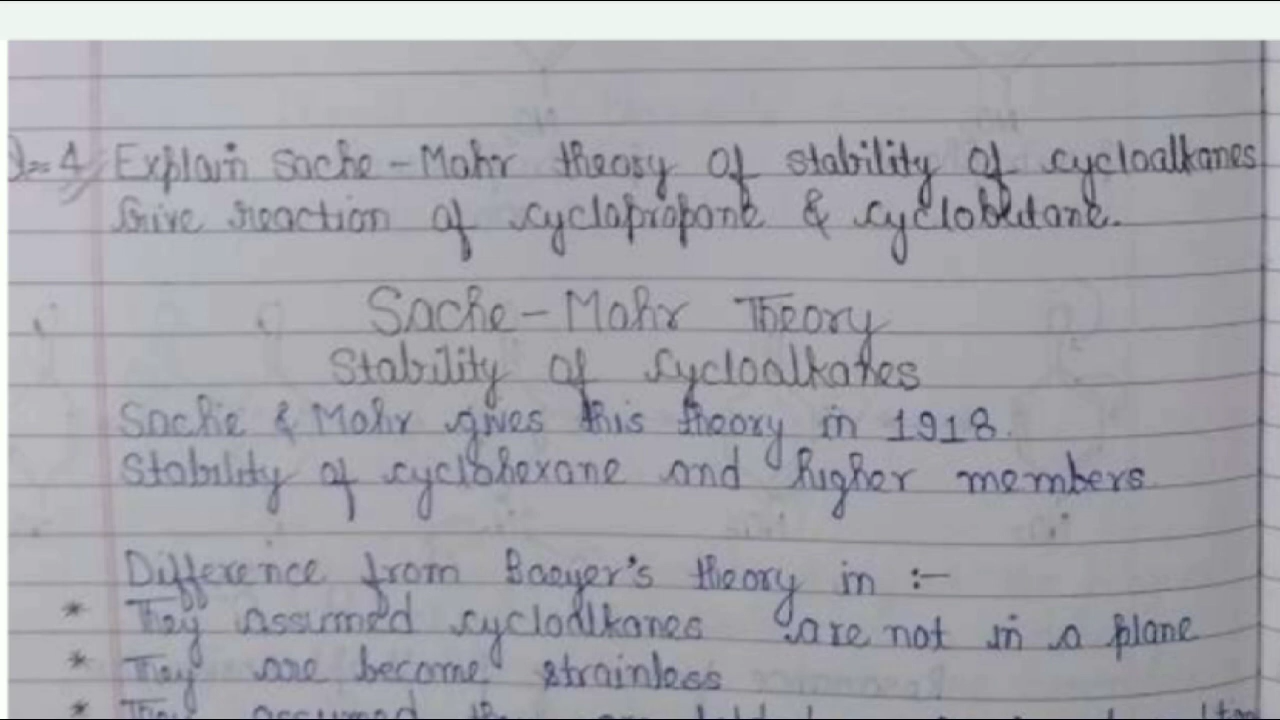 Q=4 Explain Sache-Mohr theory of stability of cycloalkanes
Give reaction of cyclopropane & cyclobutane.
Sache-Mohr Theory
Stability of cycloalkanes
Sache & Mohr gives this theory in 1918.
Stability of cyclohexane and higher members
Difference from Baeyer's theory in :-
* They assumed cycloalkanes are not in a plane
* They are become strainless
* They assumed